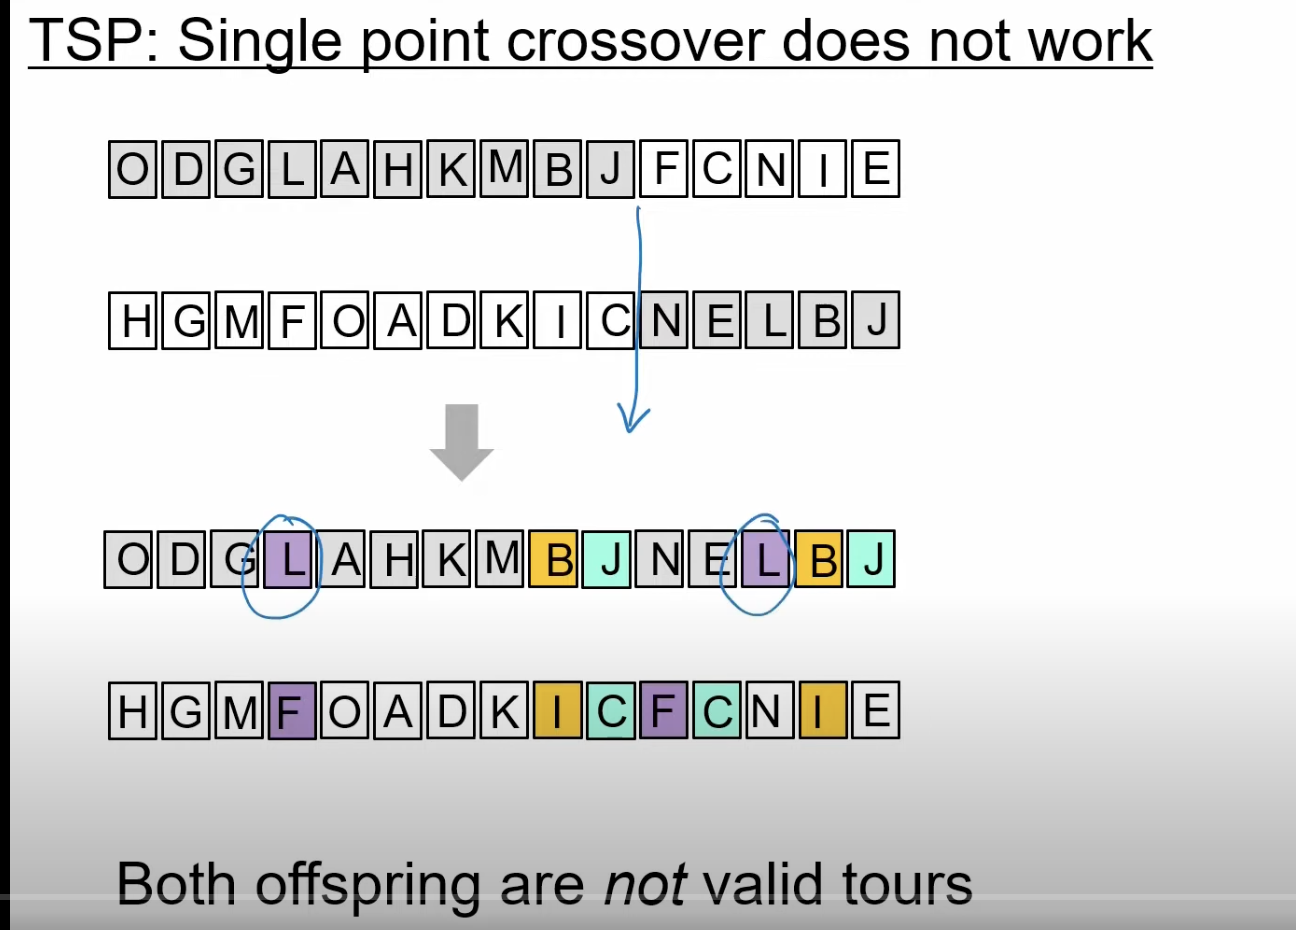 TSP: Single point crossover does not work
O D G L A H K M B J F C N I E
H G M F O A D K I C N E L B J
O D G L A H K M B J N E L B J
H G M F O A D K I C F C N I E
Both offspring are not valid tours